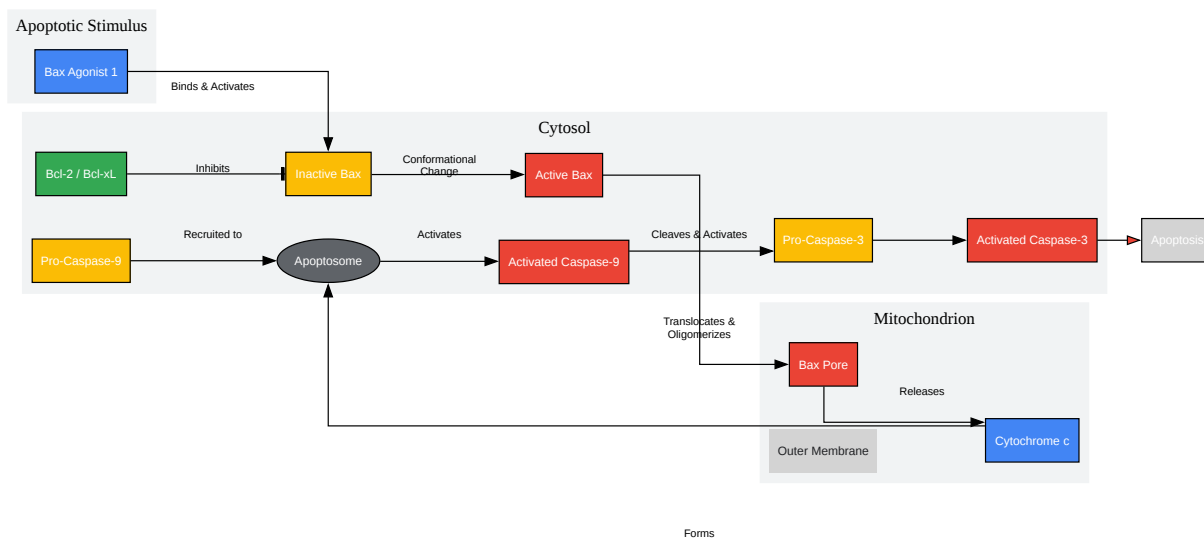 Apoptotic Stimulus
Bax Agonist 1
Binds & Activates
Cytosol
Bcl-2 / Bcl-xL
Inhibits
Inactive Bax
Conformational
Change
Active Bax
Pro-Caspase-9
Recruited to
Apoptosome
Activates
Activated Caspase-9
Cleaves & Activates
Pro-Caspase-3
Activated Caspase-3
Apoptosis
Translocates &
Oligomerizes
Mitochondrion
Bax Pore
Releases
Cytochrome c
Outer Membrane
Forms